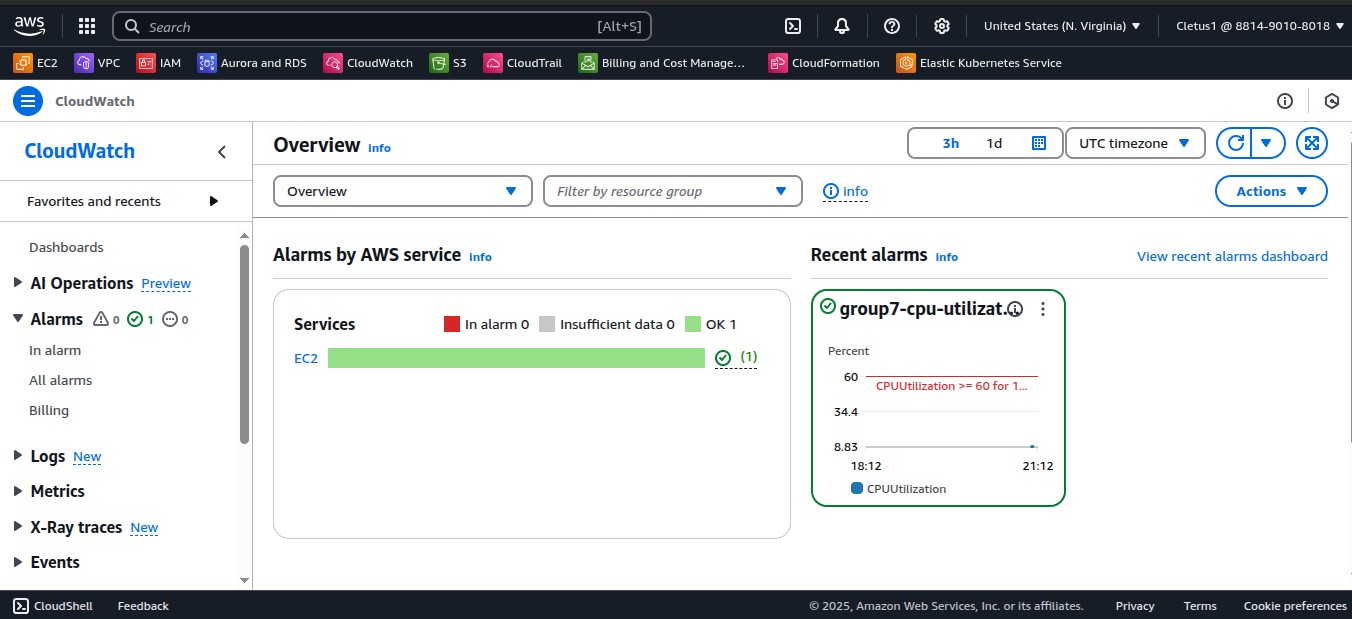 aws Search [Alt+S] United States (N. Virginia) Cletus1 @ 8814-9010-8018
EC2 VPC IAM Aurora and RDS CloudWatch S3 CloudTrail Billing and Cost Manage... CloudFormation Elastic Kubernetes Service
CloudWatch
CloudWatch
Favorites and recents
Dashboards
AI Operations Preview
Alarms 0 1 0
In alarm
All alarms
Billing
Logs New
Metrics
X-Ray traces New
Events
Overview info
3h 1d UTC timezone
Overview Filter by resource group info Actions
Alarms by AWS service info
Services In alarm 0 Insufficient data 0 OK 1
EC2 (1)
Recent alarms info View recent alarms dashboard
group7-cpu-utilizat...
Percent
60
CPUUtilization >= 60 for 1...
34.4
8.83
18:12 21:12
CPUUtilization
CloudShell Feedback © 2025, Amazon Web Services, Inc. or its affiliates. Privacy Terms Cookie preferences